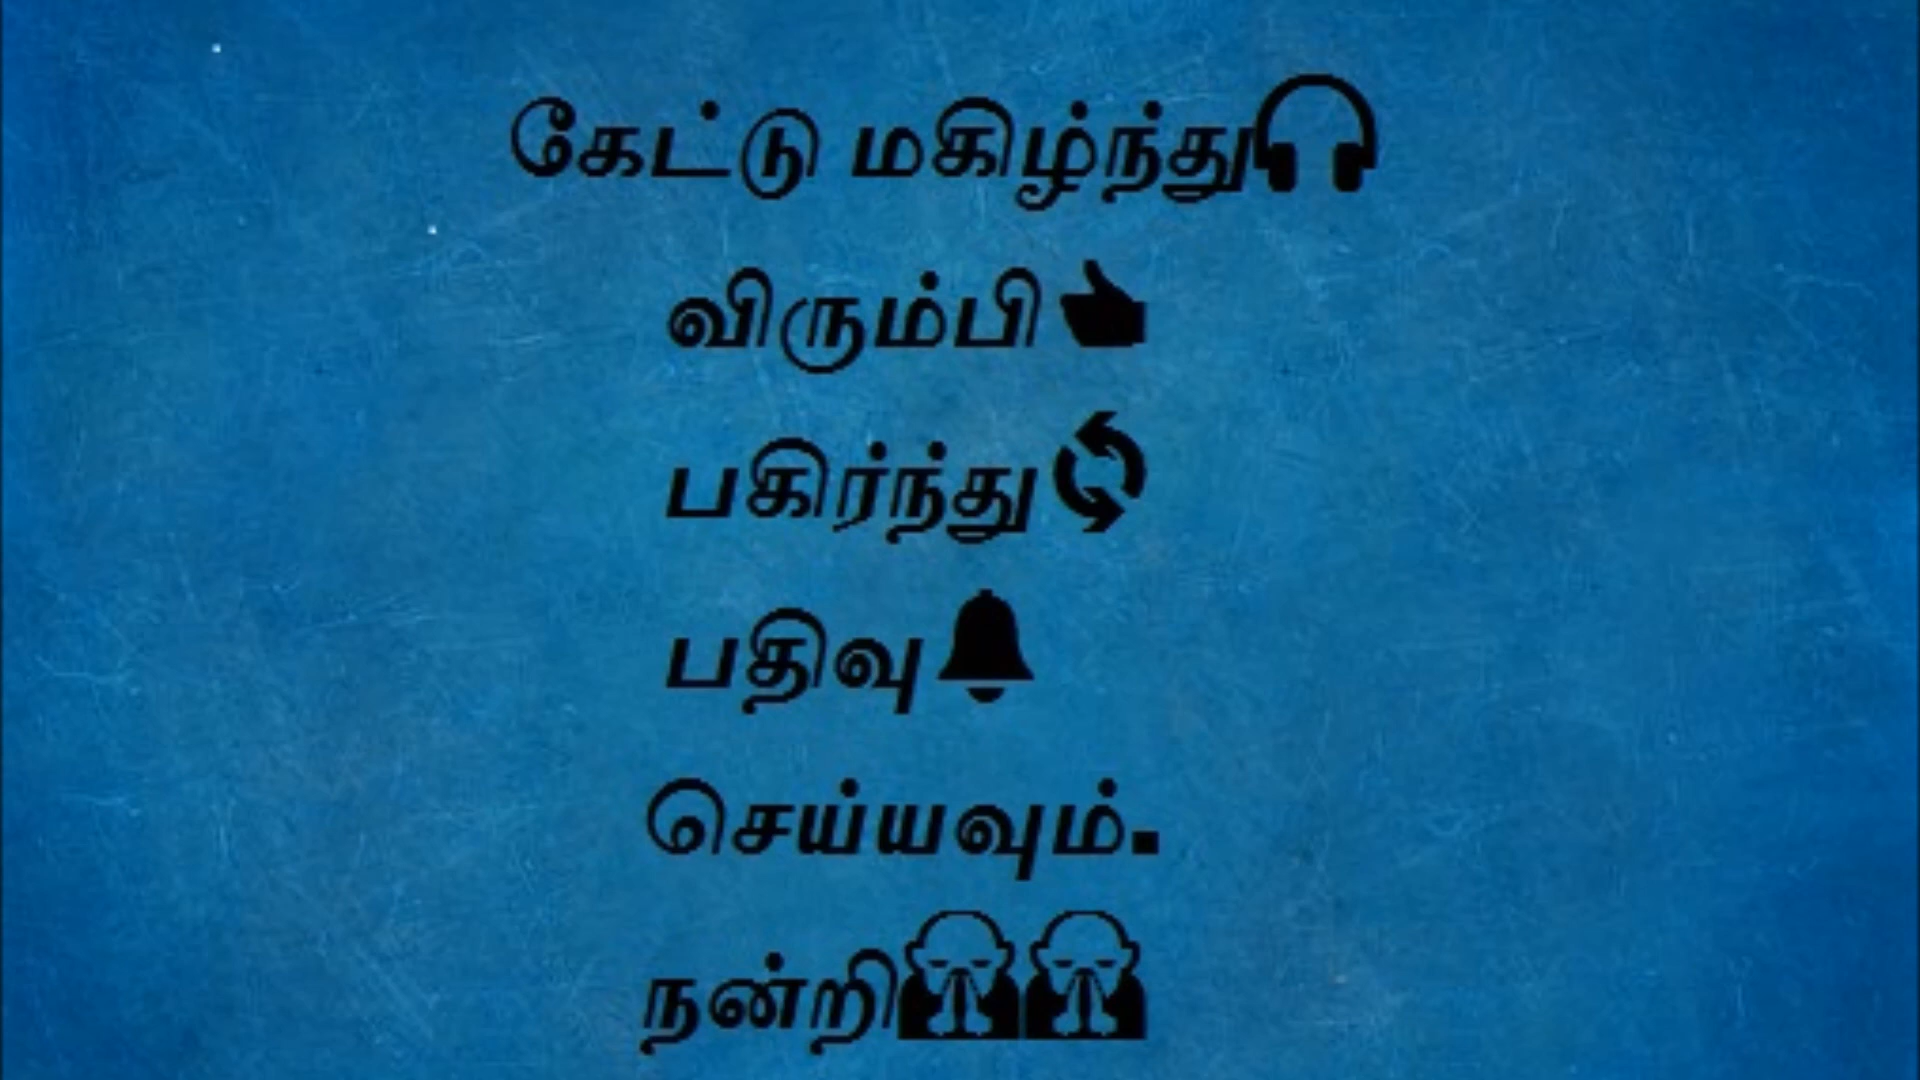 கேட்டு மகிழ்ந்து🎧
விரும்பி👍
பகிர்ந்து🔄
பதிவு🔔
செய்யவும்.
நன்றி🙏🙏